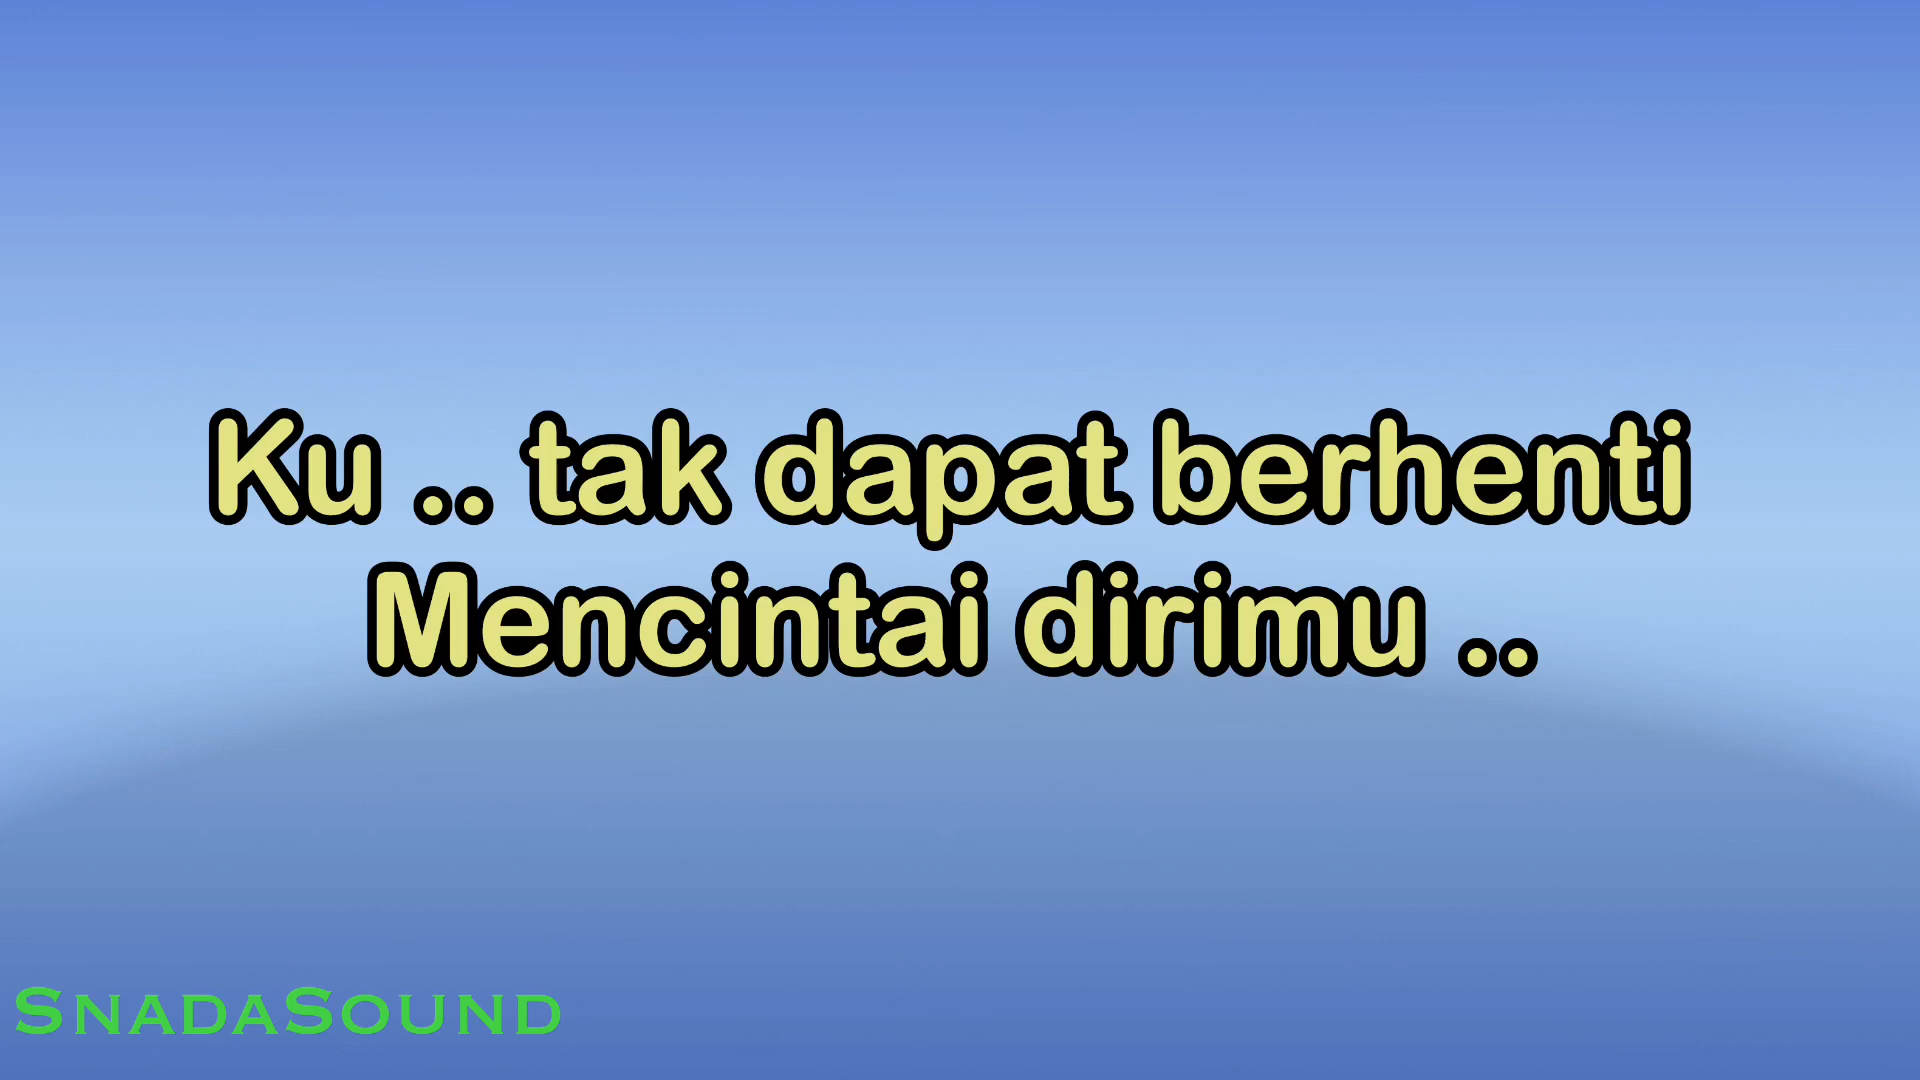 Ku .. tak dapat berhenti
Mencintai dirimu ..
SnadaSound